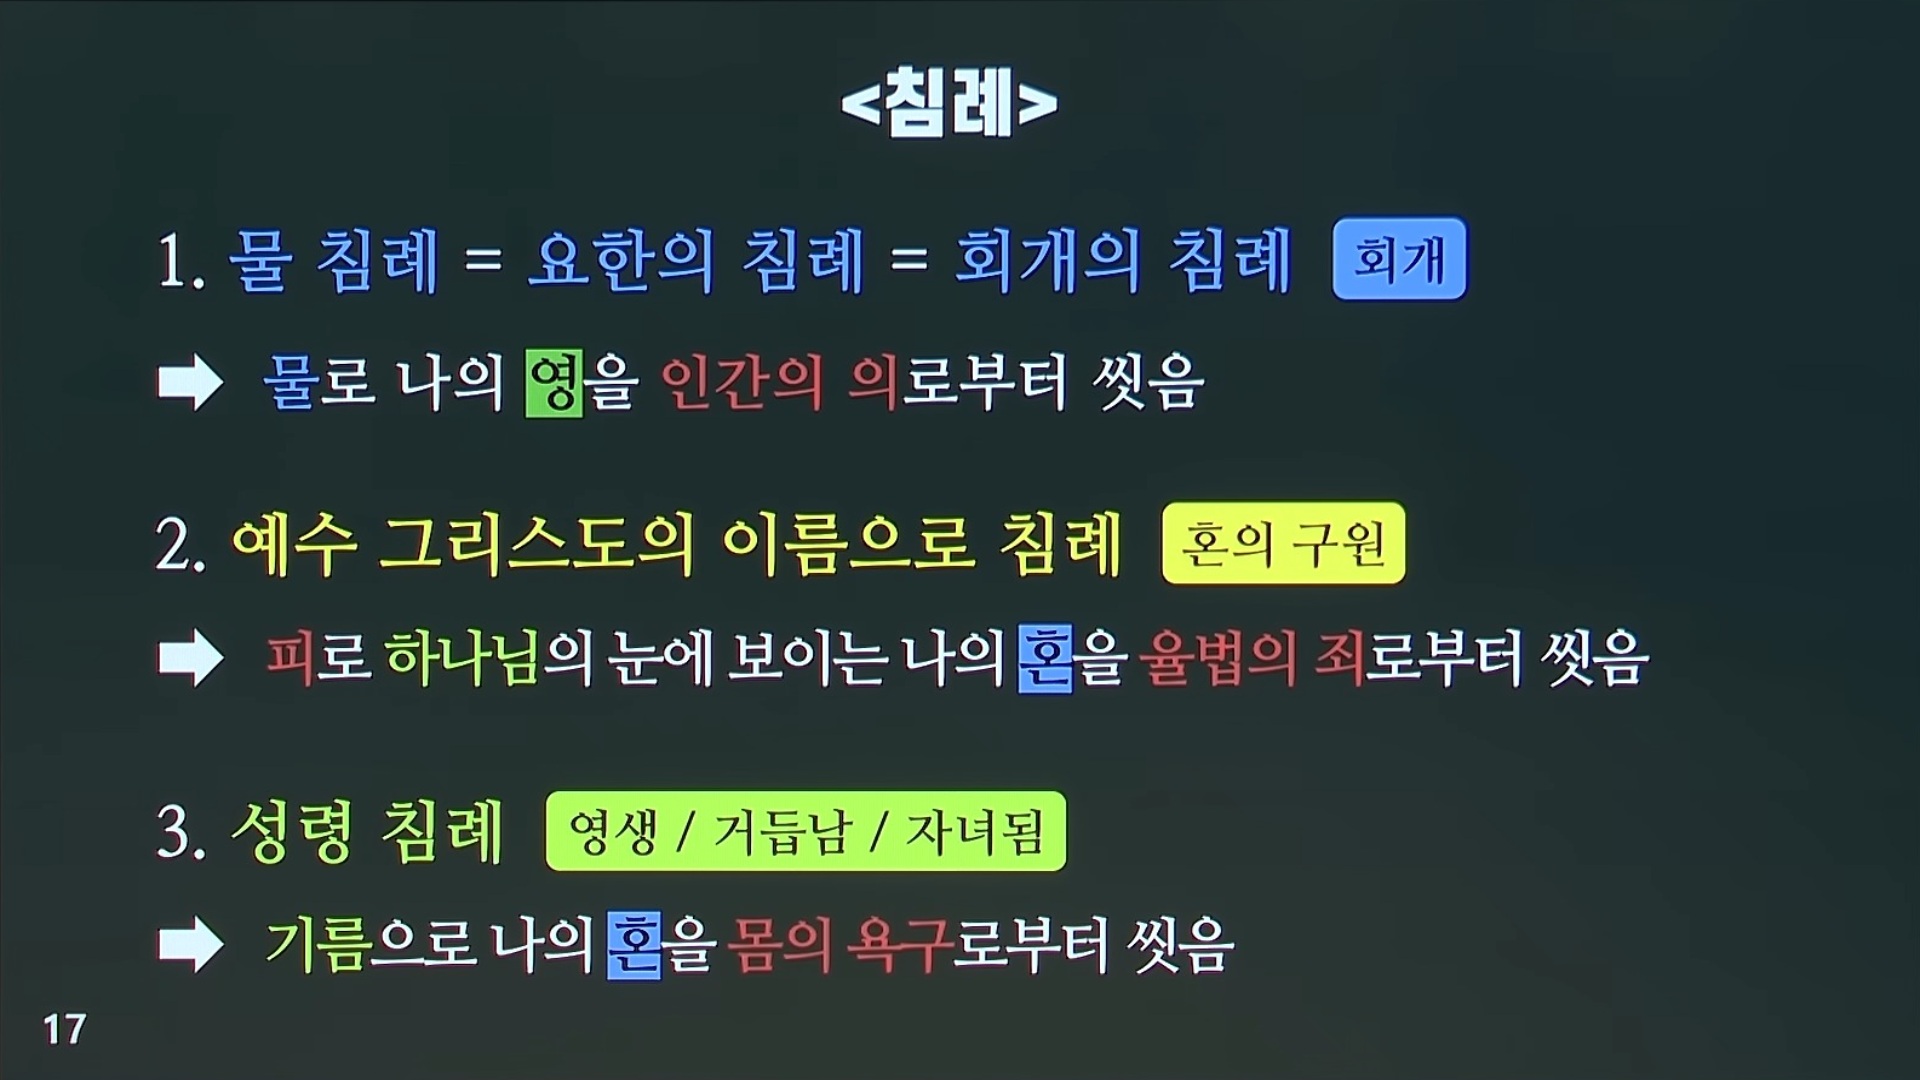 <침례>
1. 물 침례 = 요한의 침례 = 회개의 침례 회개
물로 나의 영을 인간의 의로부터 씻음
2. 예수 그리스도의 이름으로 침례 혼의 구원
피로 하나님의 눈에 보이는 나의 혼을 율법의 죄로부터 씻음
3. 성령 침례 영생 / 거듭남 / 자녀됨
기름으로 나의 혼을 몸의 욕구로부터 씻음
17